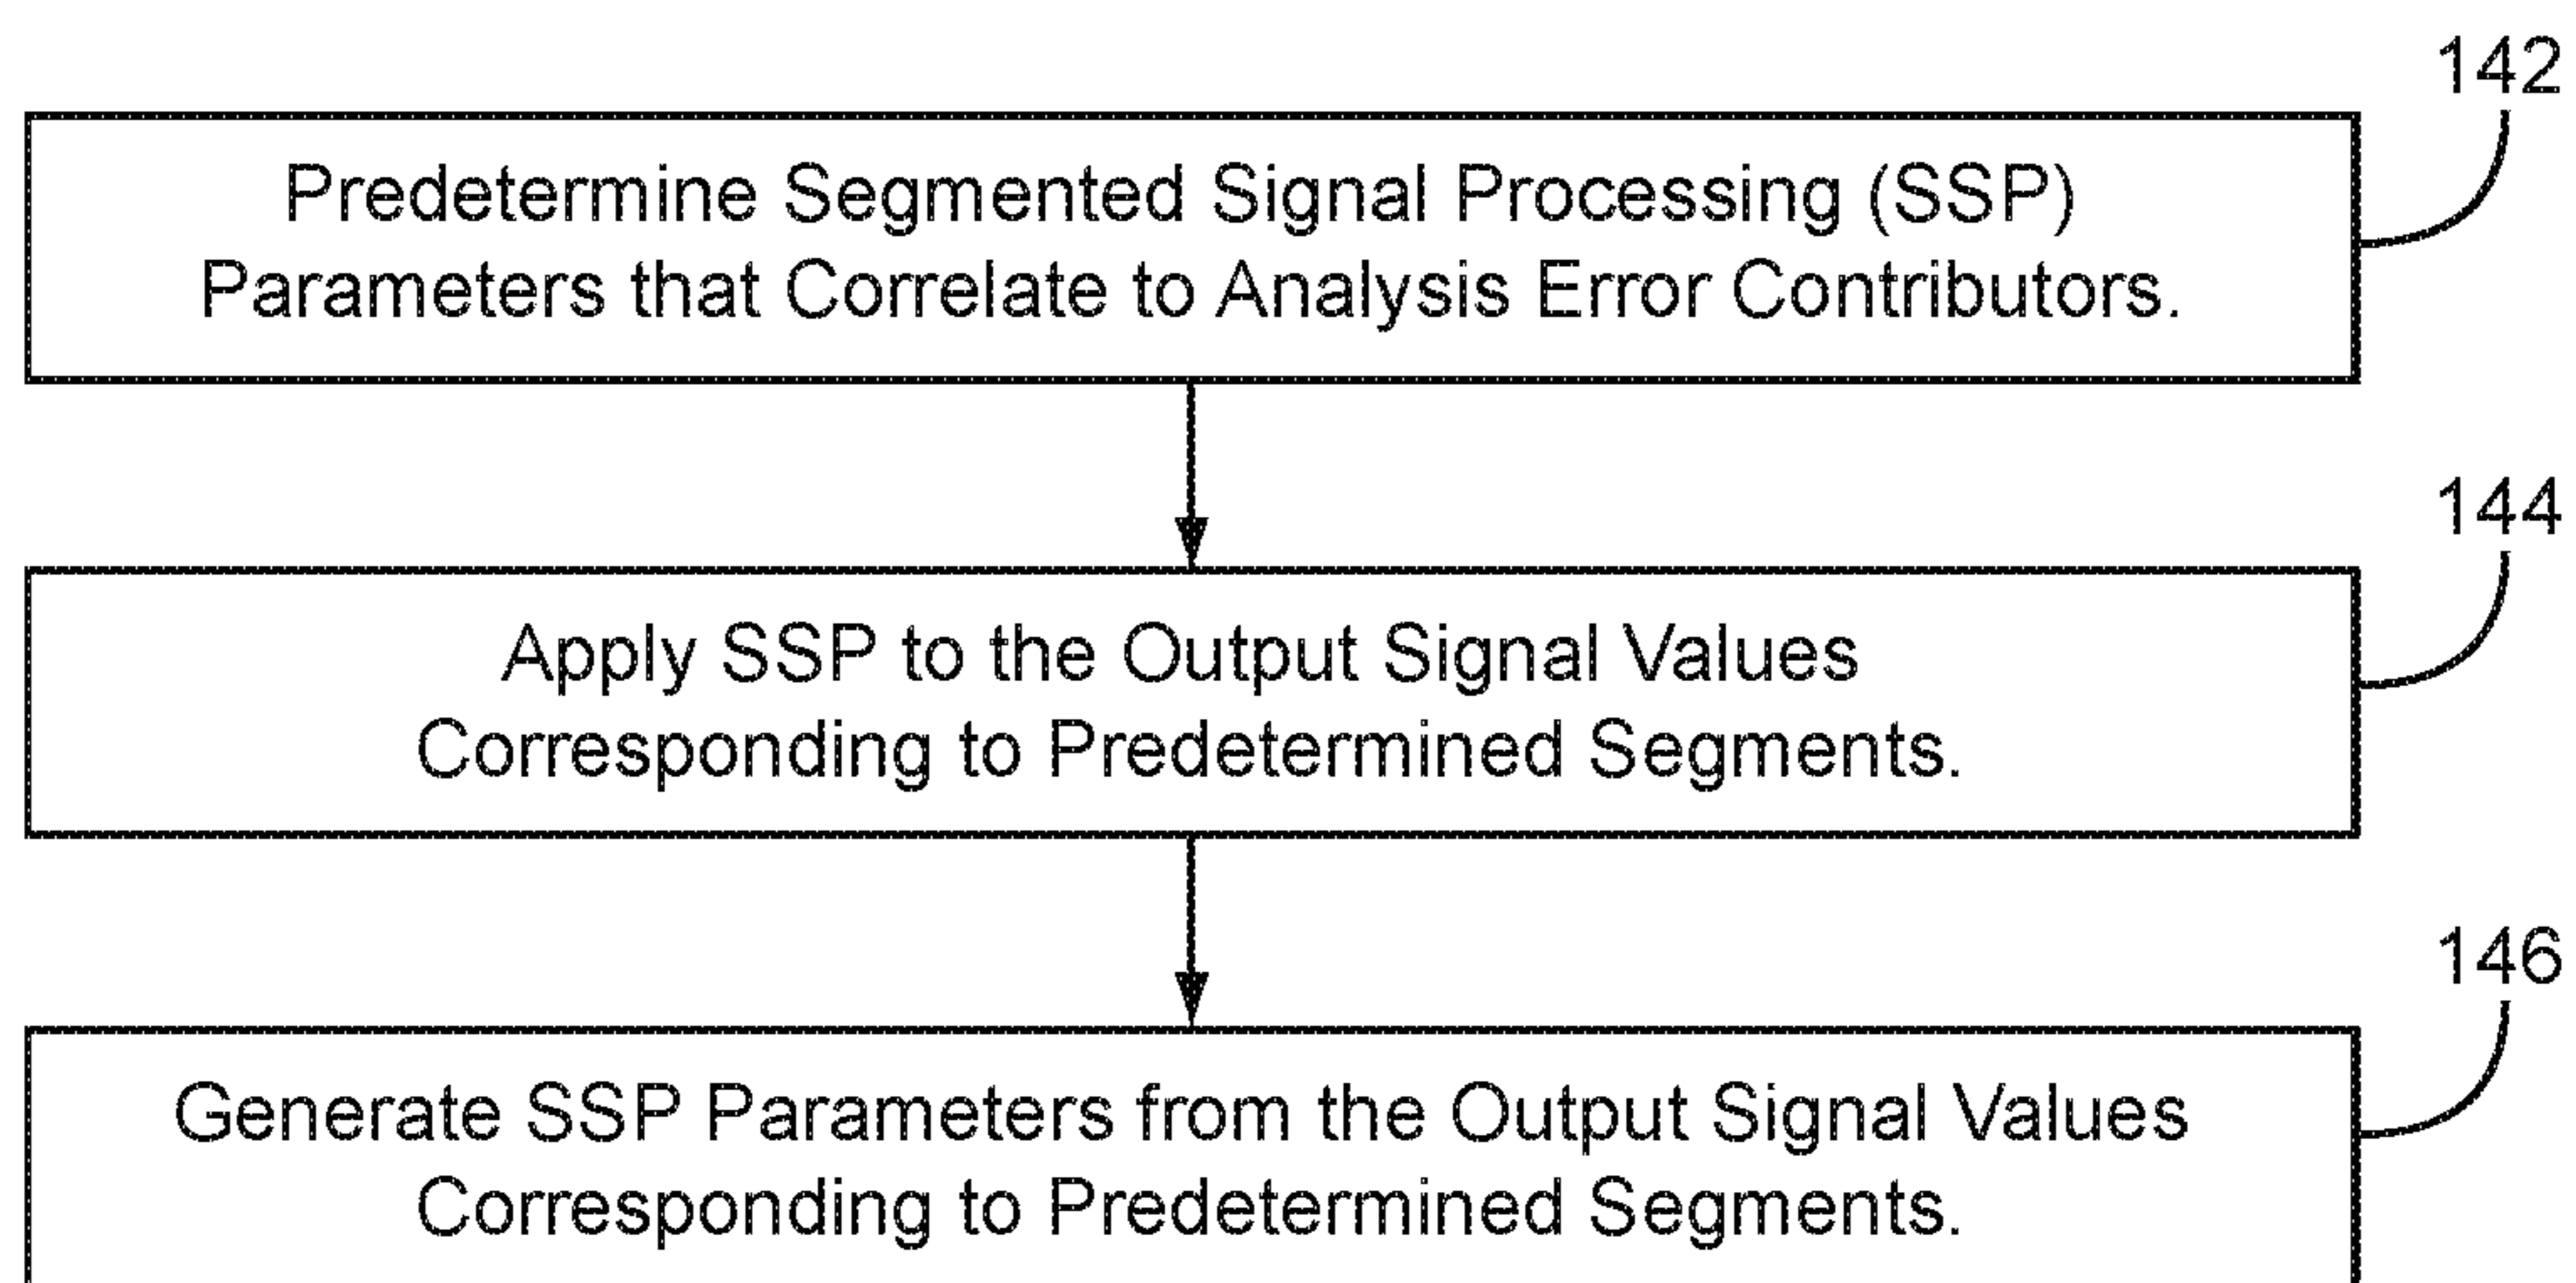 142
Predetermine Segmented Signal Processing (SSP)
Parameters that Correlate to Analysis Error Contributors.
144
Apply SSP to the Output Signal Values
Corresponding to Predetermined Segments.
146
Generate SSP Parameters from the Output Signal Values
Corresponding to Predetermined Segments.